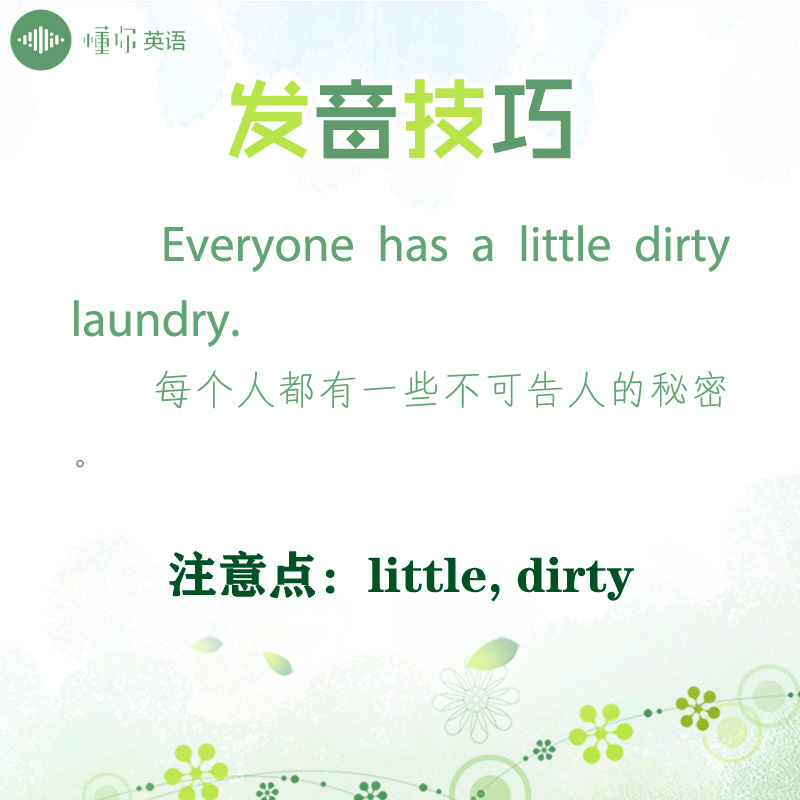 懂你英语
发音技巧
Everyone has a little dirty
laundry.
每个人都有一些不可告人的秘密
。
注意点：little, dirty